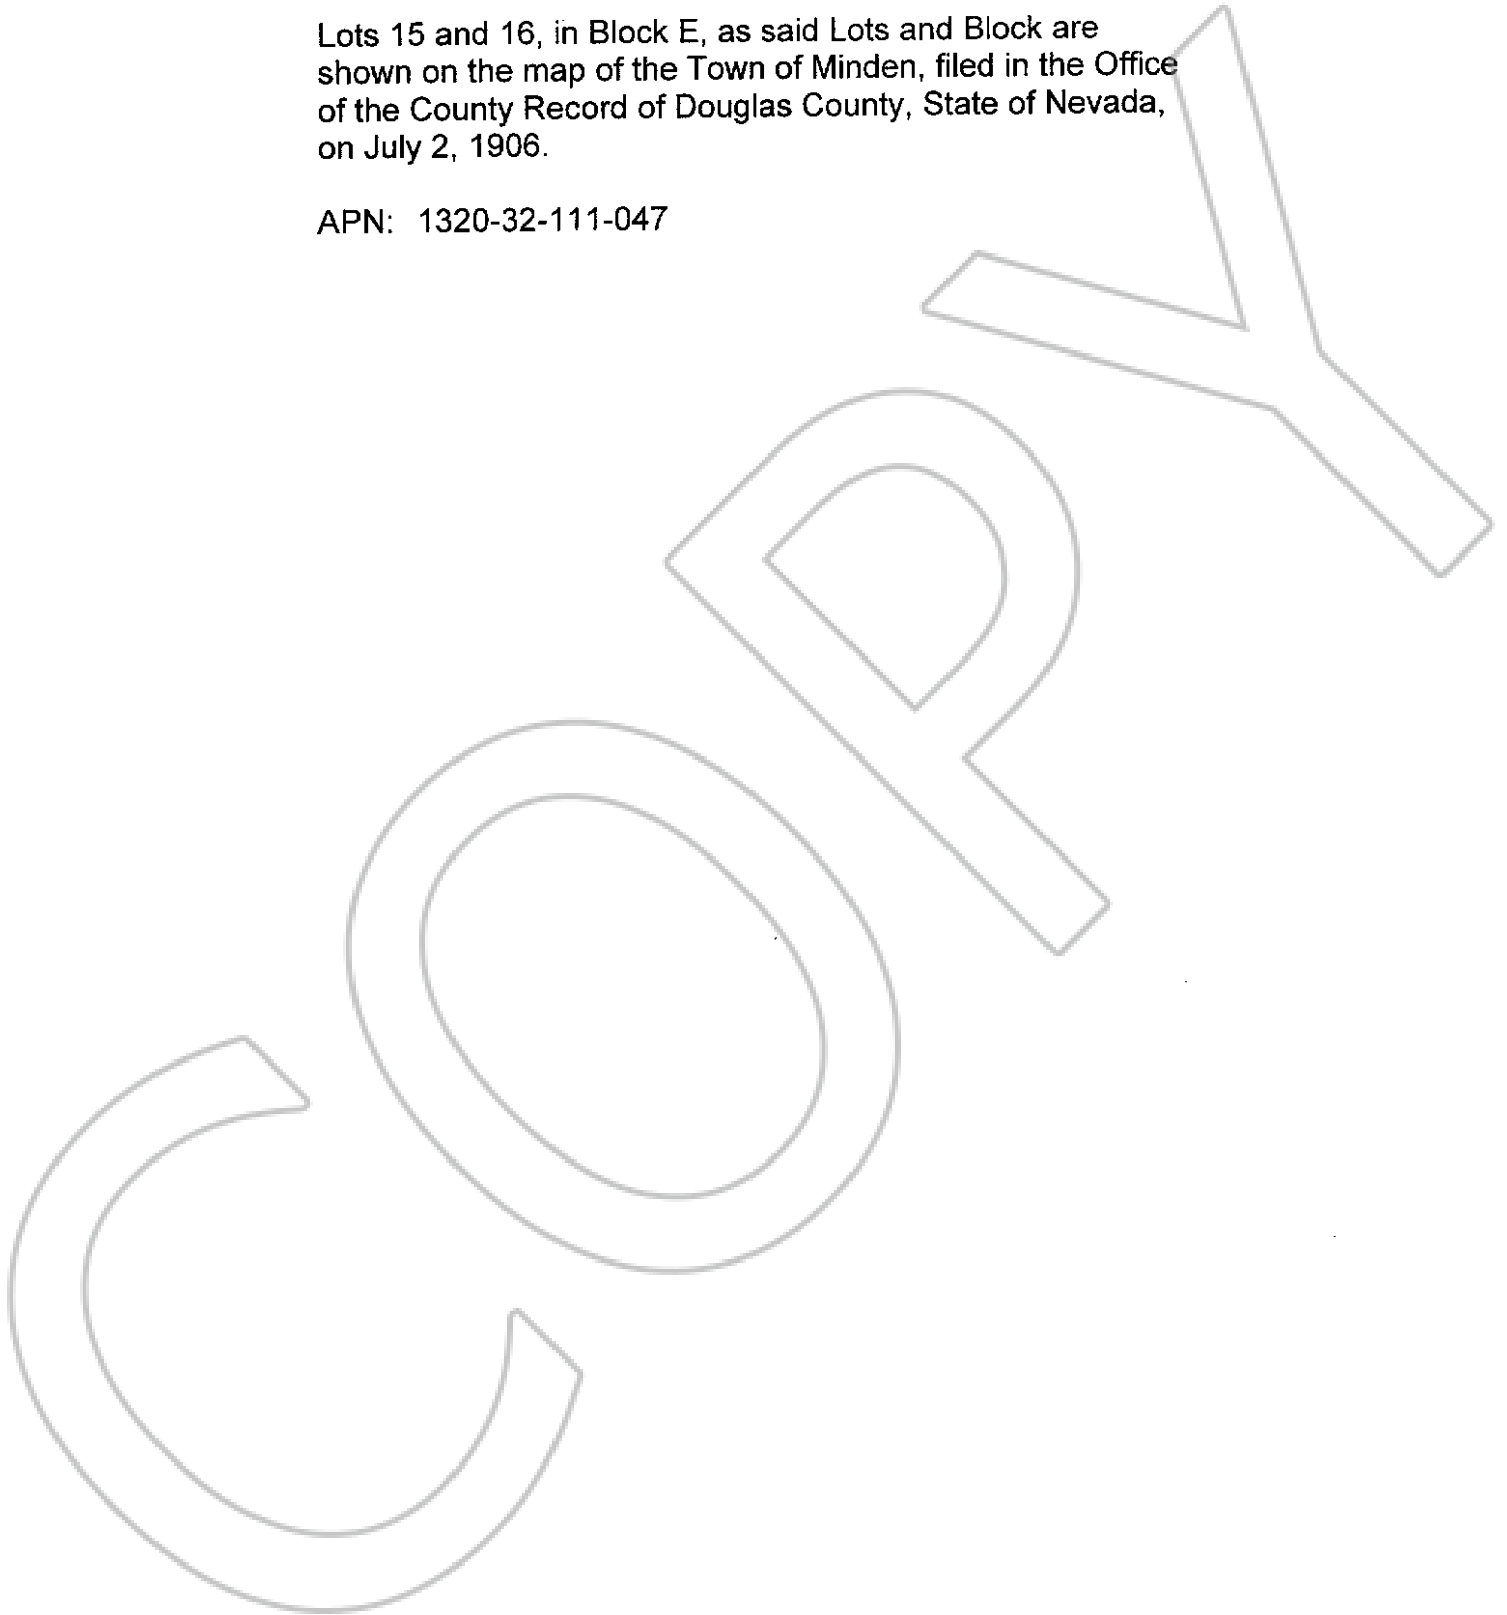 Lots 15 and 16, in Block E, as said Lots and Block are
shown on the map of the Town of Minden, filed in the Office
of the County Record of Douglas County, State of Nevada,
on July 2, 1906.
APN: 1320-32-111-047
COPY